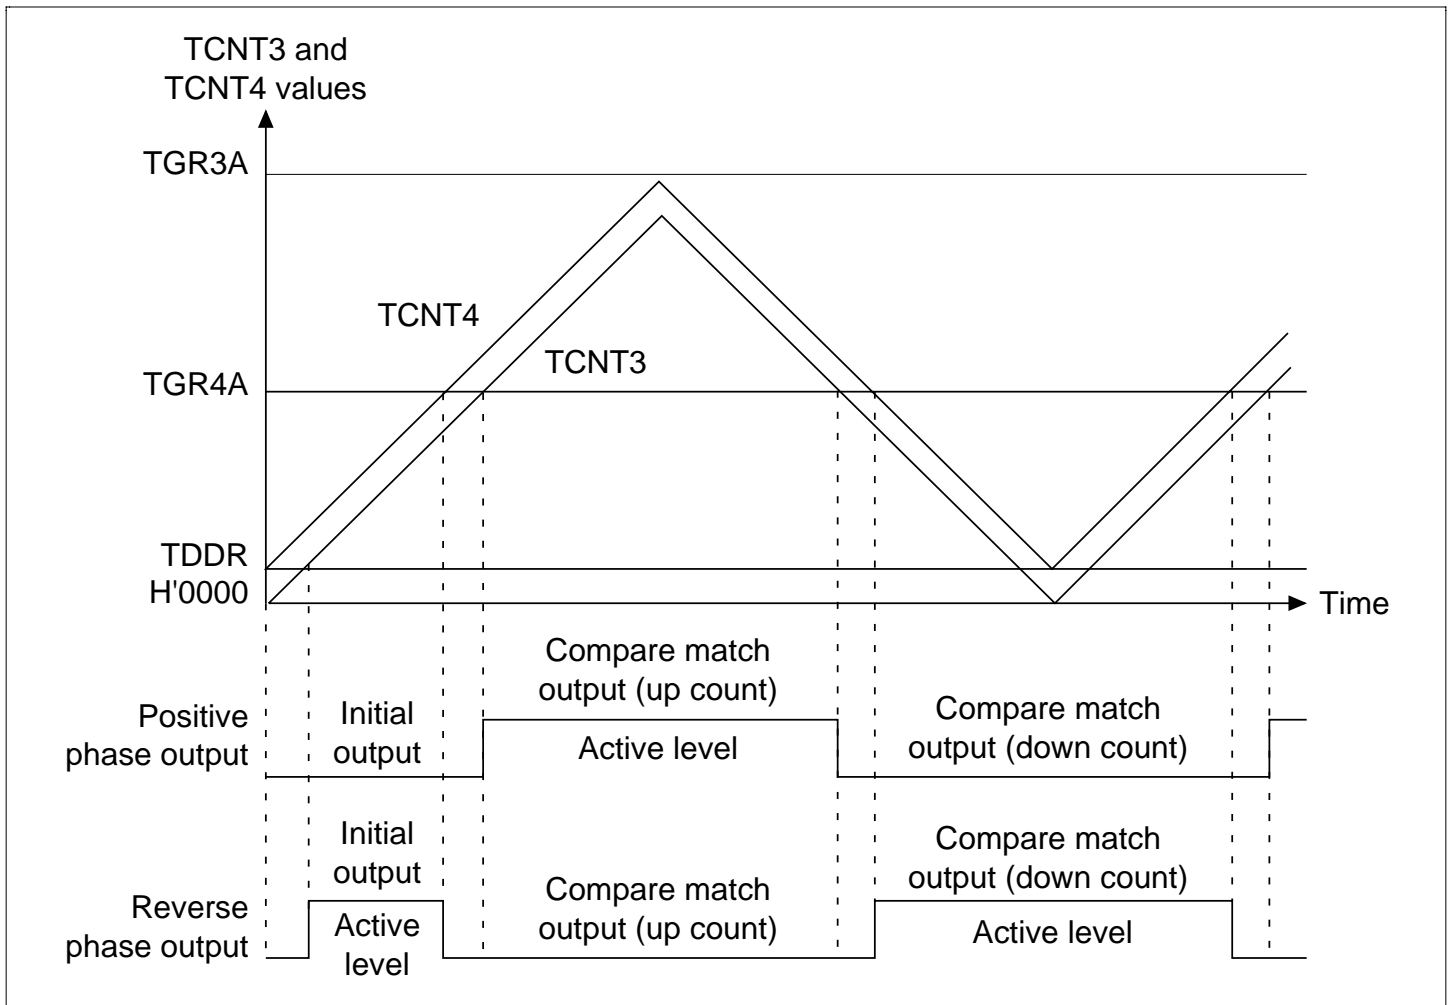 TCNT3 and
TCNT4 values
TGR3A
TCNT4
TCNT3
TGR4A
TDDR
H'0000
Time
Compare match
output (up count)
Positive
phase output
Initial
output
Active level
Compare match
output (down count)
Initial
output
Reverse
phase output
Active
level
Compare match
output (up count)
Compare match
output (down count)
Active level